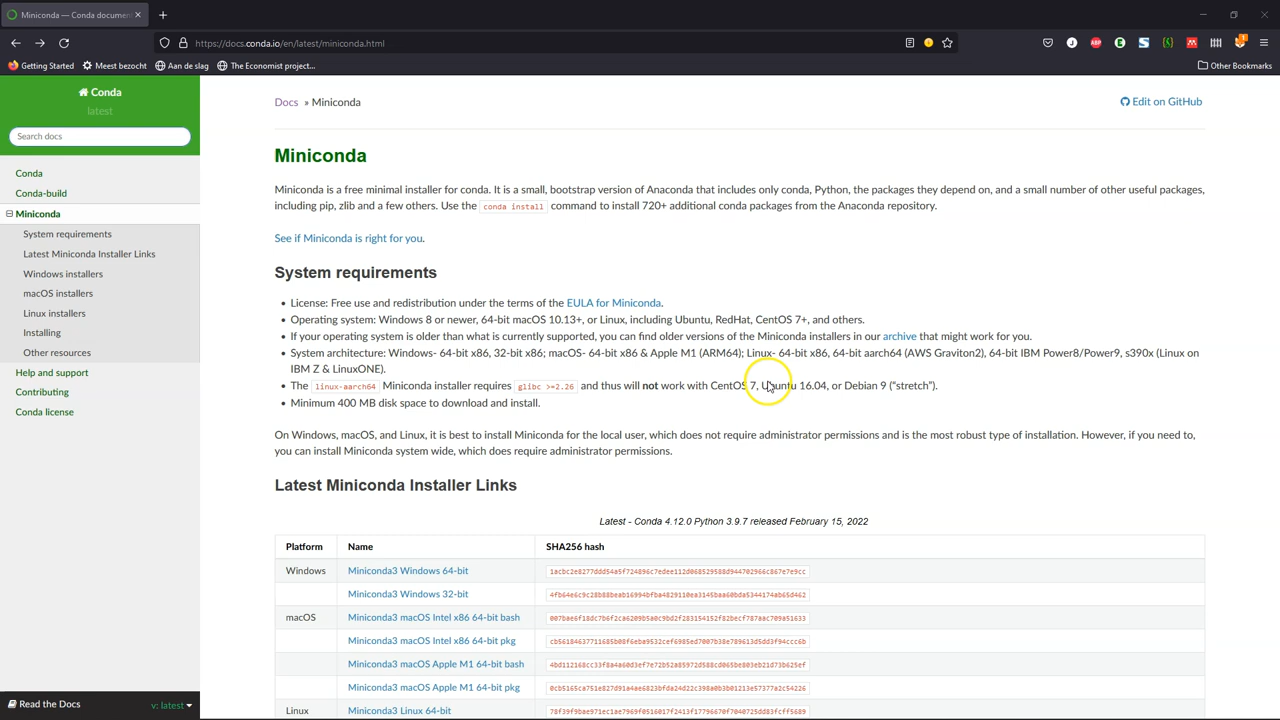 Miniconda — Conda documen
https://docs.conda.io/en/latest/miniconda.html
Getting Started
Meest bezocht
Aan de slag
The Economist project...
Other Bookmarks
Conda
latest
Search docs
Conda
Conda-build
Miniconda
System requirements
Latest Miniconda Installer Links
Windows installers
macOS installers
Linux installers
Installing
Other resources
Help and support
Contributing
Conda license
Read the Docs
v: latest
Docs » Miniconda
Edit on GitHub
Miniconda
Miniconda is a free minimal installer for conda. It is a small, bootstrap version of Anaconda that includes only conda, Python, the packages they depend on, and a small number of other useful packages,
including pip, zlib and a few others. Use the conda install command to install 720+ additional conda packages from the Anaconda repository.
See if Miniconda is right for you.
System requirements
• License: Free use and redistribution under the terms of the EULA for Miniconda.
• Operating system: Windows 8 or newer, 64-bit macOS 10.13+, or Linux, including Ubuntu, RedHat, CentOS 7+, and others.
• If your operating system is older than what is currently supported, you can find older versions of the Miniconda installers in our archive that might work for you.
• System architecture: Windows- 64-bit x86, 32-bit x86; macOS- 64-bit x86 & Apple M1 (ARM64); Linux- 64-bit x86, 64-bit aarch64 (AWS Graviton2), 64-bit IBM Power8/Power9, s390x (Linux on
IBM Z & LinuxONE).
• The linux-aarch64 Miniconda installer requires glibc >=2.26 and thus will not work with CentOS 7, Ubuntu 16.04, or Debian 9 (“stretch”).
• Minimum 400 MB disk space to download and install.
On Windows, macOS, and Linux, it is best to install Miniconda for the local user, which does not require administrator permissions and is the most robust type of installation. However, if you need to,
you can install Miniconda system wide, which does require administrator permissions.
Latest Miniconda Installer Links
Latest - Conda 4.12.0 Python 3.9.7 released February 15, 2022
Platform Name SHA256 hash
Windows Miniconda3 Windows 64-bit
Miniconda3 Windows 32-bit
macOS Miniconda3 macOS Intel x86 64-bit bash
Miniconda3 macOS Intel x86 64-bit pkg
Miniconda3 macOS Apple M1 64-bit bash
Miniconda3 macOS Apple M1 64-bit pkg
Linux Miniconda3 Linux 64-bit